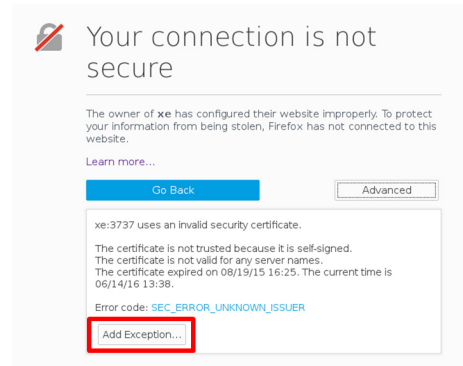 Your connection is not
secure
The owner of xe has configured their website improperly. To protect
your information from being stolen, Firefox has not connected to this
website.
Learn more...
Go Back
Advanced
xe:3737 uses an invalid security certificate.
The certificate is not trusted because it is self-signed.
The certificate is not valid for any server names.
The certificate expired on 08/19/15 16:25. The current time is
06/14/16 13:38.
Error code: SEC_ERROR_UNKNOWN_ISSUER
Add Exception...